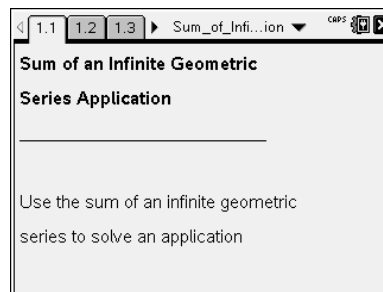 1.1 1.2 1.3 Sum_of_Infi...ion CAPS
Sum of an Infinite Geometric
Series Application
Use the sum of an infinite geometric
series to solve an application